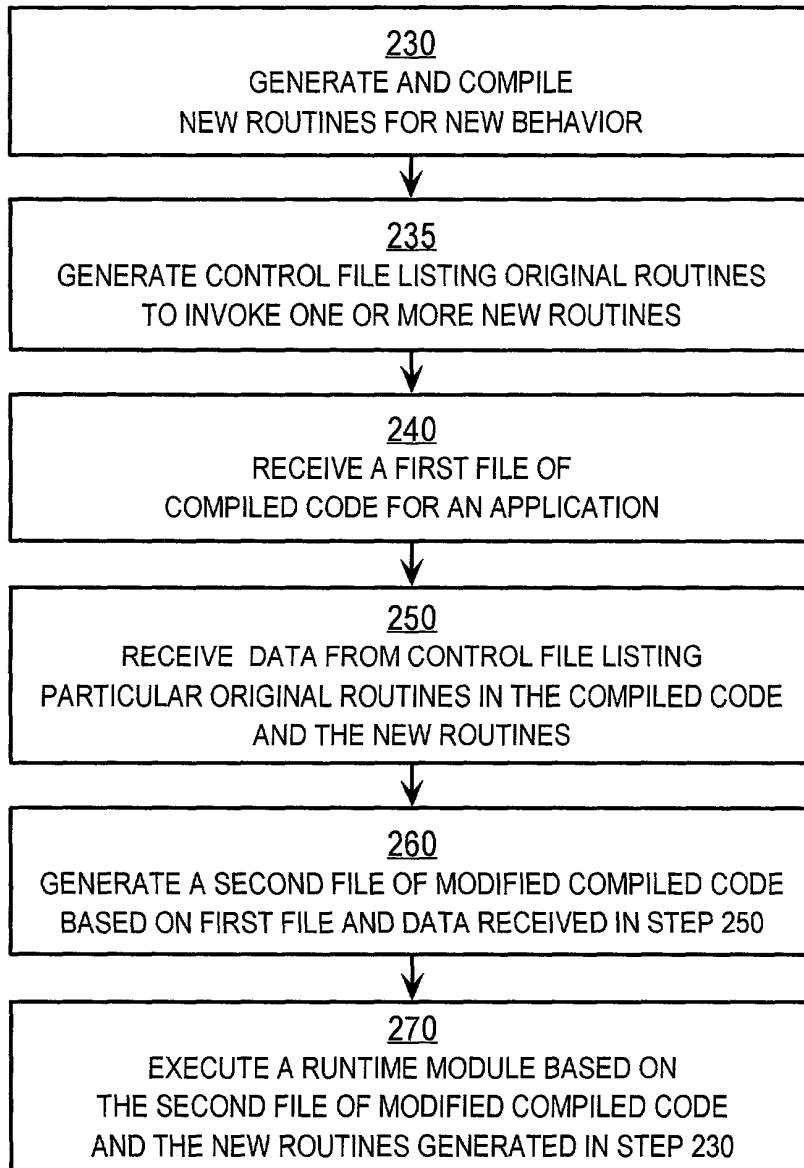 230
GENERATE AND COMPILE
NEW ROUTINES FOR NEW BEHAVIOR
235
GENERATE CONTROL FILE LISTING ORIGINAL ROUTINES
TO INVOKE ONE OR MORE NEW ROUTINES
240
RECEIVE A FIRST FILE OF
COMPILED CODE FOR AN APPLICATION
250
RECEIVE DATA FROM CONTROL FILE LISTING
PARTICULAR ORIGINAL ROUTINES IN THE COMPILED CODE
AND THE NEW ROUTINES
260
GENERATE A SECOND FILE OF MODIFIED COMPILED CODE
BASED ON FIRST FILE AND DATA RECEIVED IN STEP 250
270
EXECUTE A RUNTIME MODULE BASED ON
THE SECOND FILE OF MODIFIED COMPILED CODE
AND THE NEW ROUTINES GENERATED IN STEP 230